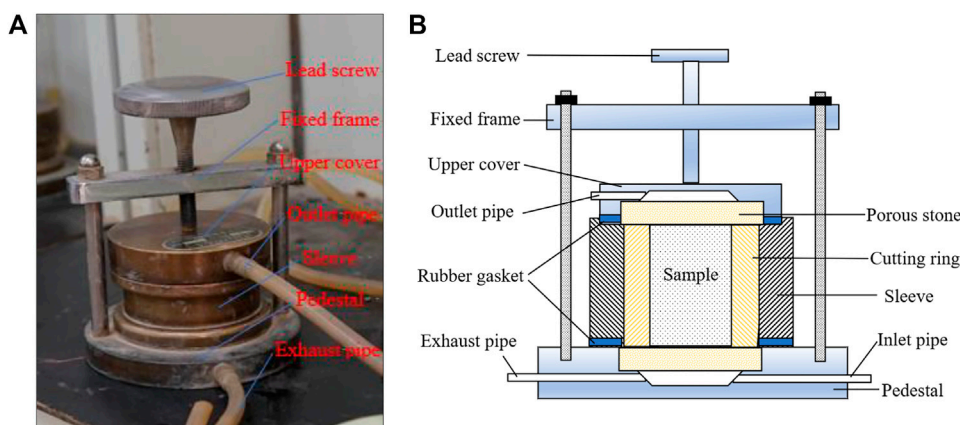 A
Lead screw
Fixed frame
Upper cover
Outlet pipe
Sleeve
Pedestal
Exhaust pipe
B
Lead screw
Fixed frame
Upper cover
Outlet pipe
Porous stone
Cutting ring
Sample
Rubber gasket
Sleeve
Exhaust pipe
Inlet pipe
Pedestal